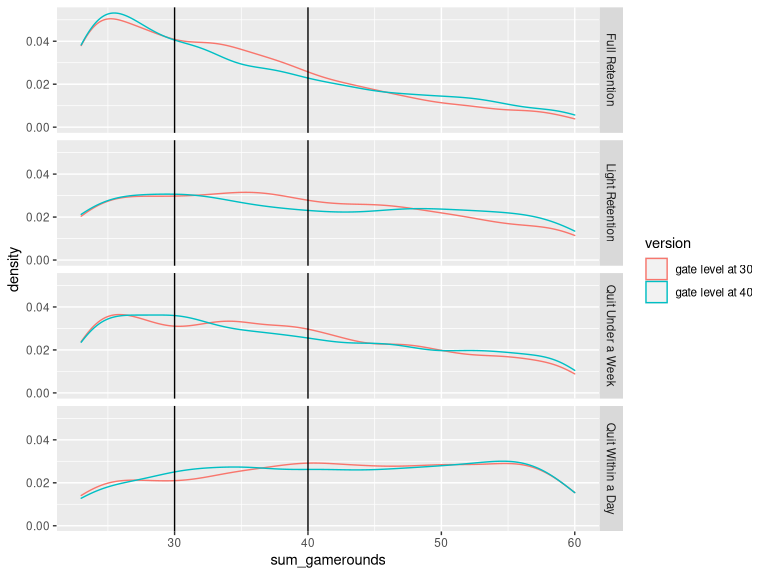 0.04
0.02
0.00
Full Retention
0.04
0.02
0.00
Light Retention
0.04
0.02
0.00
Quit Under a Week
0.04
0.02
0.00
Quit Within a Day
30
40
50
60
sum_gamerounds
density
version
gate level at 30
gate level at 40